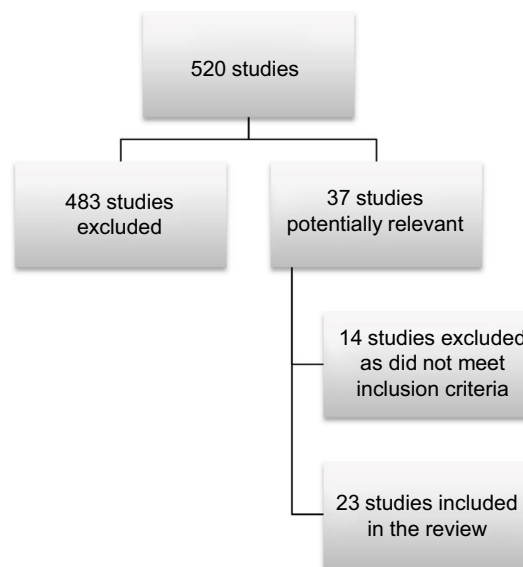 520 studies
483 studies
excluded
37 studies
potentially relevant
14 studies excluded
as did not meet
inclusion criteria
23 studies included
in the review